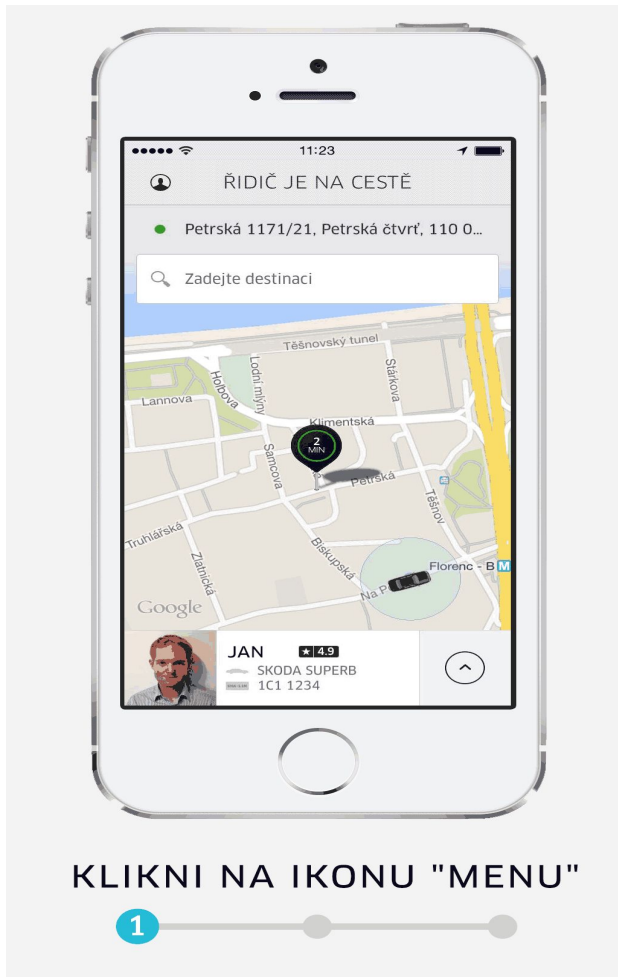 11:23
ŘIDIČ JE NA CESTĚ
Petrská 1171/21, Petrská čtvrť, 110 0...
Zadejte destinaci
Těšnovský tunel
Lodní mlýny
Stárkova
Holbova
Lannova
Klimentská
2
MIN
Samcova
Petrská
Těšnov
Truhlářská
Biskupská
Zlatnická
Florenc - B M
Na P
Google
JAN ★ 4.9
SKODA SUPERB
1C1 1234
KLIKNI NA IKONU "MENU"
1